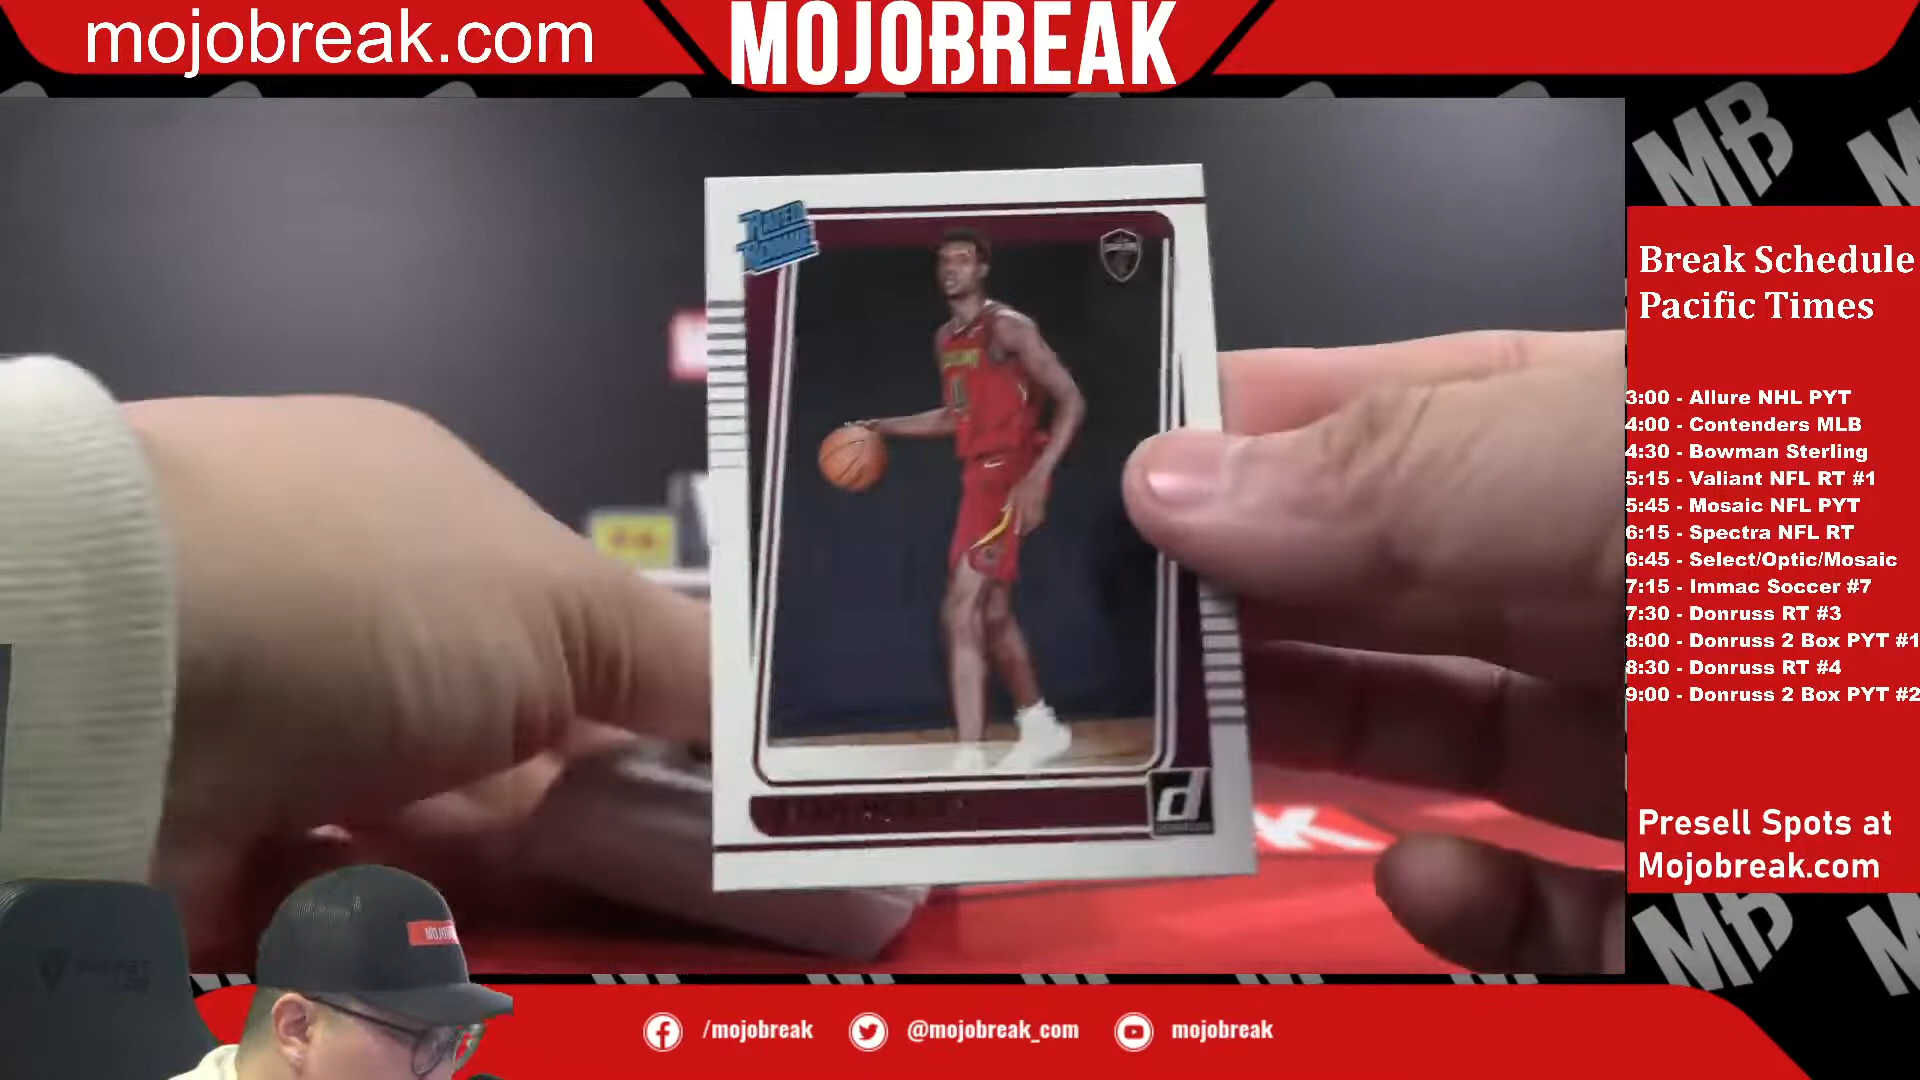 mojobreak.com
MOJOBREAK
RATED
ROOKIE
Break Schedule
Pacific Times
3:00 - Allure NHL PYT
4:00 - Contenders MLB
4:30 - Bowman Sterling
5:15 - Valiant NFL RT #1
5:45 - Mosaic NFL PYT
6:15 - Spectra NFL RT
6:45 - Select/Optic/Mosaic
7:15 - Immac Soccer #7
7:30 - Donruss RT #3
8:00 - Donruss 2 Box PYT #1
8:30 - Donruss RT #4
9:00 - Donruss 2 Box PYT #2
Presell Spots at
Mojobreak.com
MB
MB
d
/mojobreak
@mojobreak_com
mojobreak